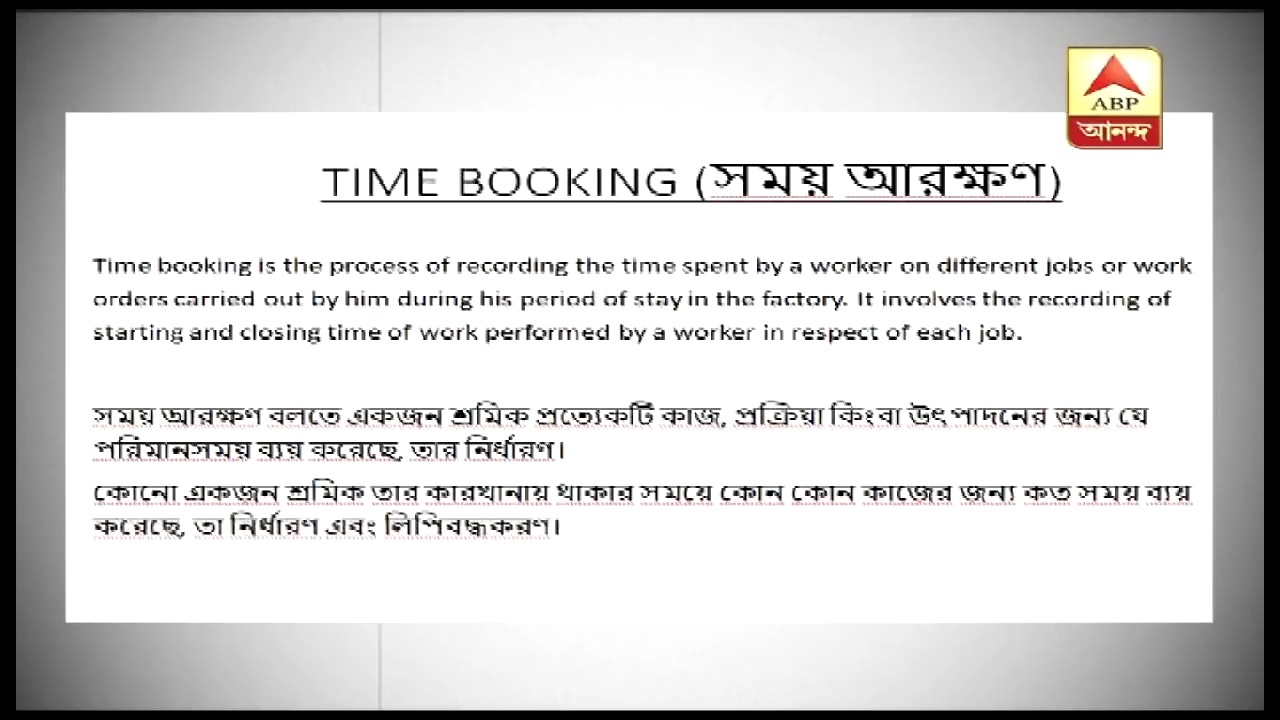 ABP
আনন্দ
TIME BOOKING (সময় আরক্ষণ)
Time booking is the process of recording the time spent by a worker on different jobs or work
orders carried out by him during his period of stay in the factory. It involves the recording of
starting and closing time of work performed by a worker in respect of each job.
সময় আরক্ষণ বলতে একজন শ্রমিক প্রত্যেকটি কাজ, প্রক্রিয়া কিংবা উৎপাদনের জন্য যে
পরিমানসময় ব্যয় করেছে, তার নির্ধারণ।
কোনো একজন শ্রমিক তার কারখানায় থাকার সময়ে কোন কোন কাজের জন্য কত সময় ব্যয়
করেছে, তা নির্ধারণ এবং লিপিবদ্ধকরণ।